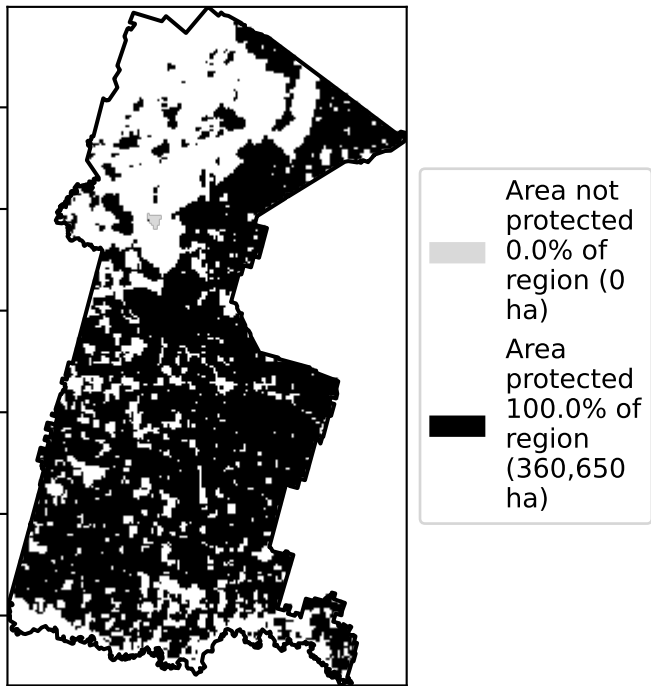 Area not
protected
0.0% of
region (0
ha)
Area
protected
100.0% of
region
(360,650
ha)